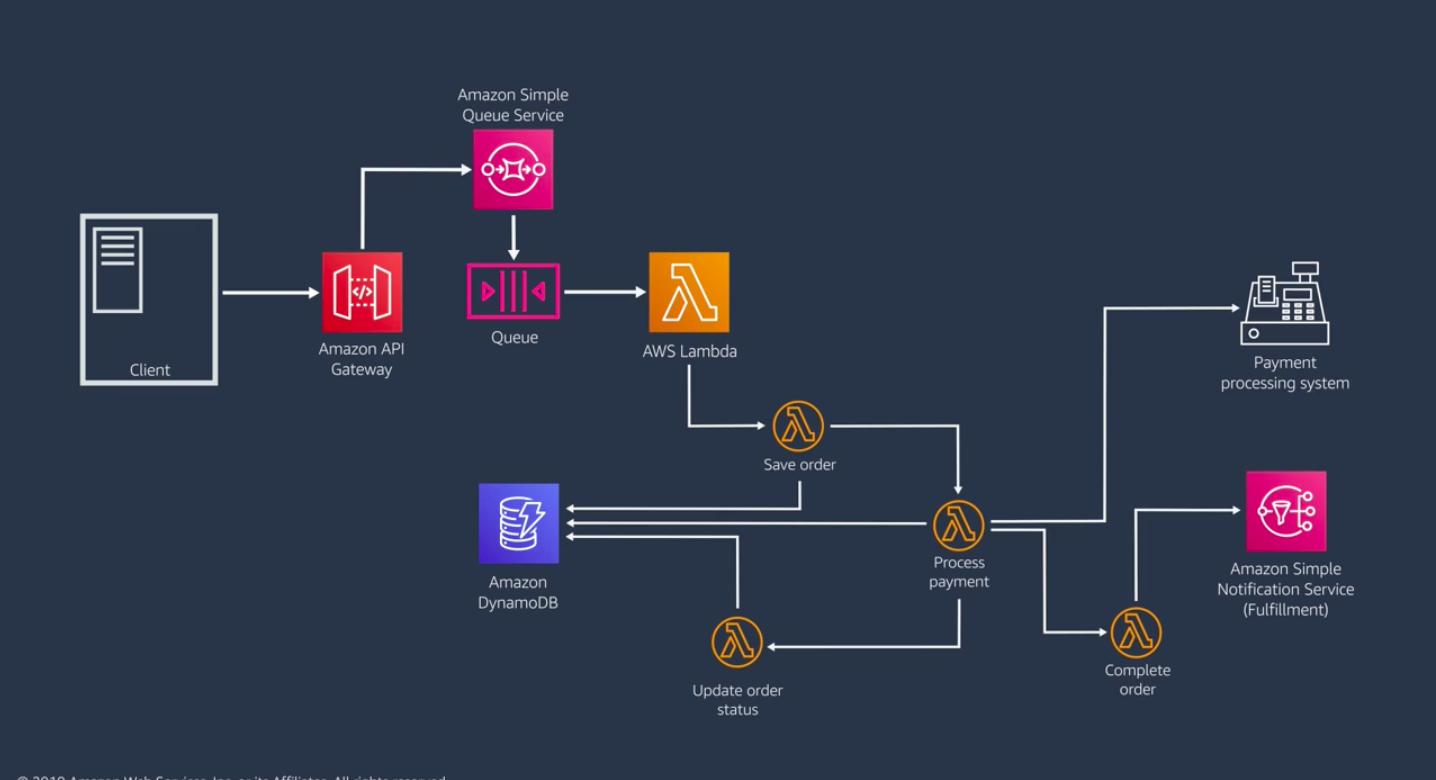 Amazon Simple
Queue Service
Client
Amazon API
Gateway
Queue
AWS Lambda
Payment
processing system
Save order
Amazon
DynamoDB
Process
payment
Amazon Simple
Notification Service
(Fulfillment)
Update order
status
Complete
order
Amazon Web Services, Inc. or its Affiliates. All rights reserved.